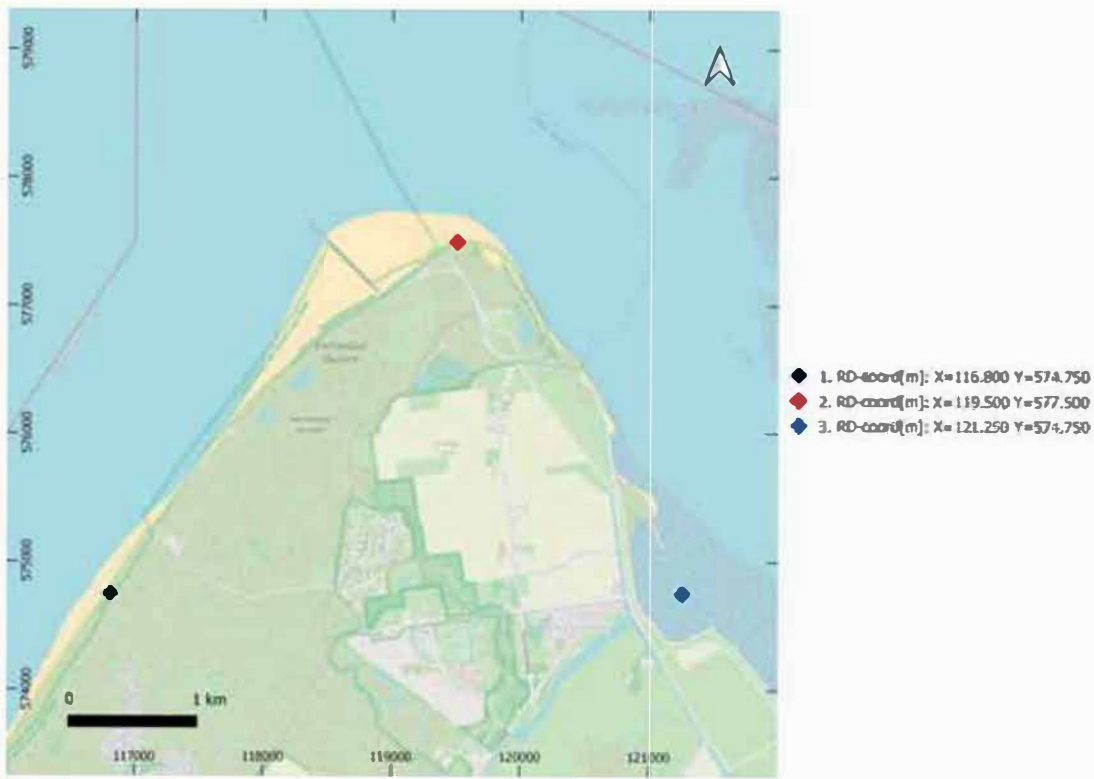 579000
578000
577000
576000
575000
574000
0 1 km
117000 118000 119000 120000 121000
1. RD-coord[m]: X=116.800 Y=574.750
2. RD-coord[m]: X=119.500 Y=577.500
3. RD-coord[m]: X=121.250 Y=574.750